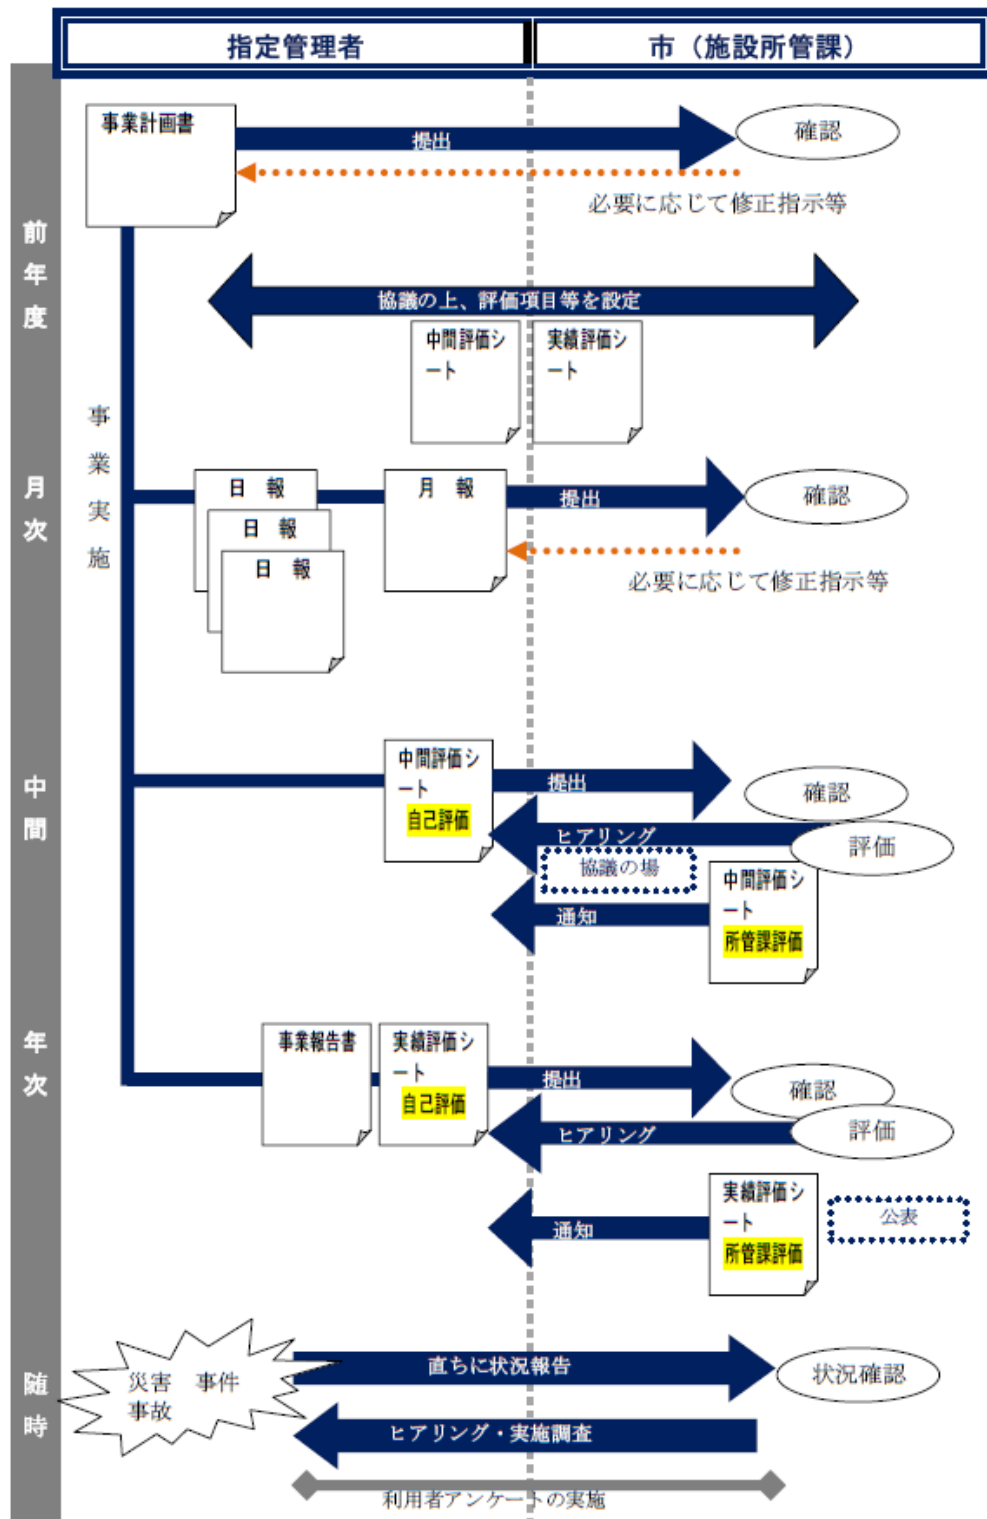 指定管理者
市（施設所管課）
前年度
事業計画書
提出
確認
必要に応じて修正指示等
協議の上、評価項目等を設定
中間評価シ
ート
実績評価シ
ート
事業実施
月次
日　報
日　報
日　報
月　報
提出
確認
必要に応じて修正指示等
中間
中間評価シ
ート
自己評価
提出
確認
ヒアリング
評価
協議の場
中間評価シ
ート
所管課評価
通知
年次
事業報告書
実績評価シ
ート
自己評価
提出
確認
ヒアリング
評価
実績評価シ
ート
所管課評価
通知
公表
随時
災害　事件
事故
直ちに状況報告
状況確認
ヒアリング・実施調査
利用者アンケートの実施